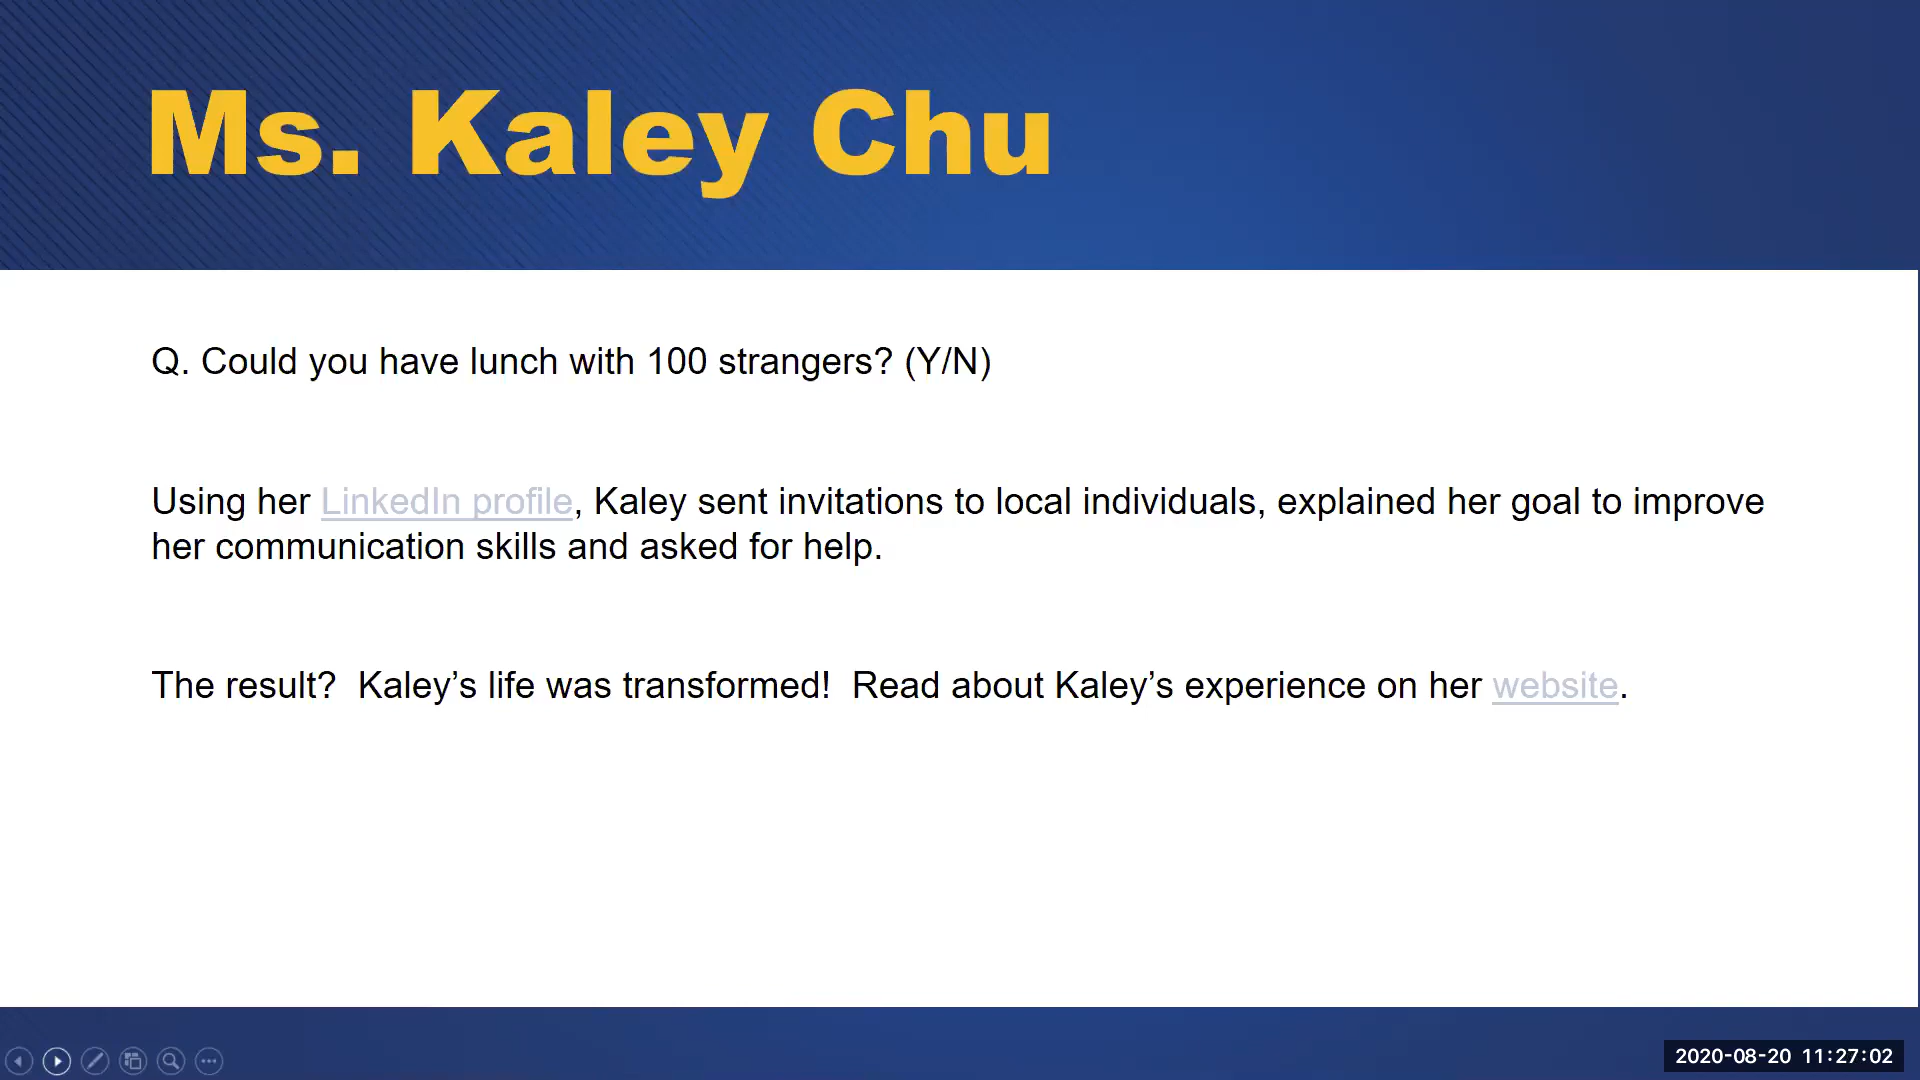 Ms. Kaley Chu
Q. Could you have lunch with 100 strangers? (Y/N)
Using her LinkedIn profile, Kaley sent invitations to local individuals, explained her goal to improve
her communication skills and asked for help.
The result?  Kaley’s life was transformed!  Read about Kaley’s experience on her website.
2020-08-20 11:27:02